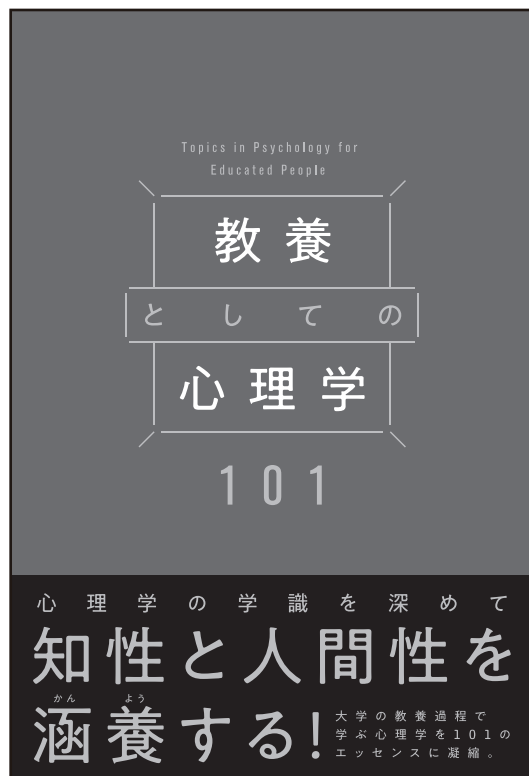 Topics in Psychology for
Educated People
教養
としての
心理学
101
心理学の学識を深めて
知性と人間性を
かん よう
涵養する!
大学の教養過程で
学ぶ心理学を101の
エッセンスに凝縮。